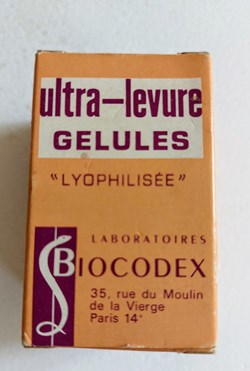 ultra-levure
GELULES
"LYOPHILISÉE"
LABORATOIRES
BIOCODEX
35, rue du Moulin
de la Vierge
Paris 14e